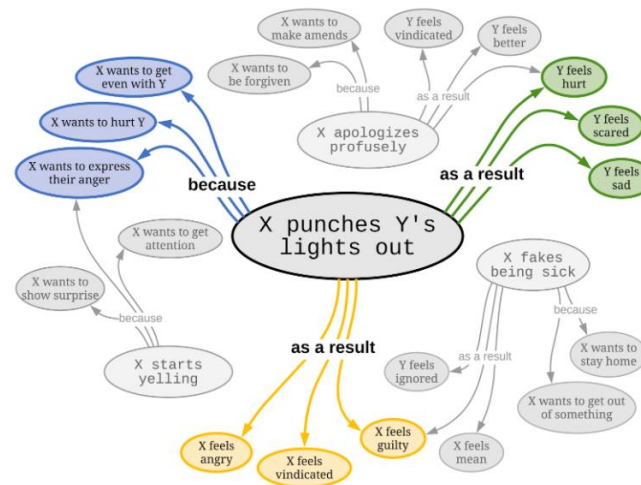 X wants to
make amends
Y feels
vindicated
Y feels
better
X wants to get
even with Y
X wants to
be forgiven
because
as a result
Y feels
hurt
X wants to hurt Y
X apologizes
profusely
Y feels
scared
X wants to express
their anger
because
as a result
Y feels
sad
X punches Y's
lights out
X wants to get
attention
X fakes
being sick
X wants to
show surprise
because
because
as a result
X starts
yelling
Y feels
ignored
as a result
X wants to
stay home
X wants to get out
of something
X feels
angry
X feels
vindicated
X feels
guilty
X feels
mean